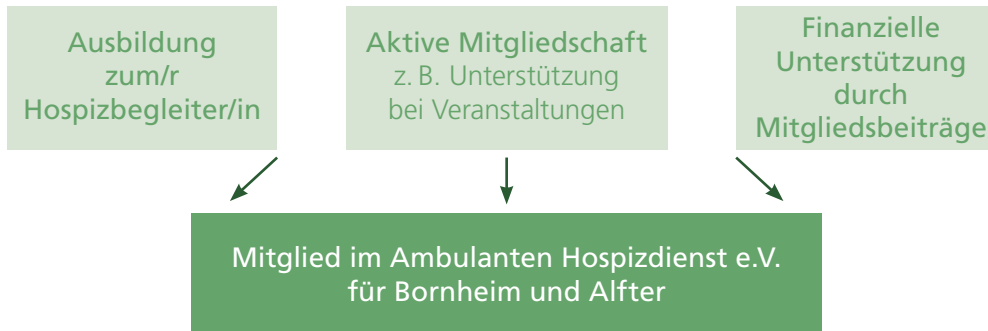 Ausbildung
zum/r
Hospizbegleiter/in
Aktive Mitgliedschaft
z. B. Unterstützung
bei Veranstaltungen
Finanzielle
Unterstützung
durch
Mitgliedsbeiträge
Mitglied im Ambulanten Hospizdienst e.V.
für Bornheim und Alfter